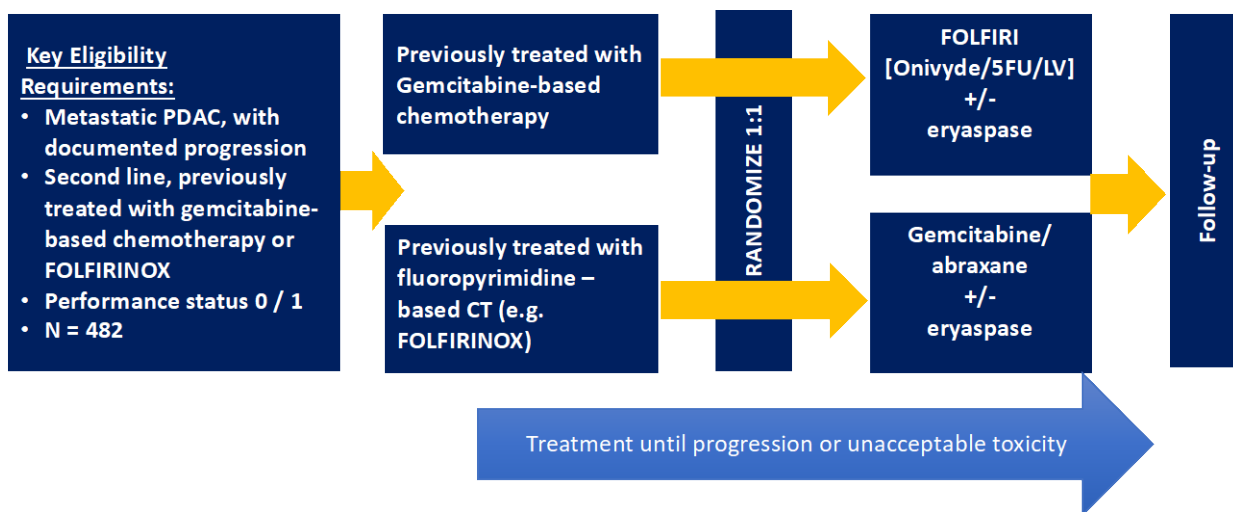 Key Eligibility
Requirements:
• Metastatic PDAC, with
documented progression
• Second line, previously
treated with gemcitabine-
based chemotherapy or
FOLFIRINOX
• Performance status 0 / 1
• N = 482
Previously treated with
Gemcitabine-based
chemotherapy
Previously treated with
fluoropyrimidine –
based CT (e.g.
FOLFIRINOX)
RANDOMIZE 1:1
FOLFIRI
[Onivyde/5FU/LV]
+/-
eryaspase
Gemcitabine/
abraxane
+/-
eryaspase
Follow-up
Treatment until progression or unacceptable toxicity